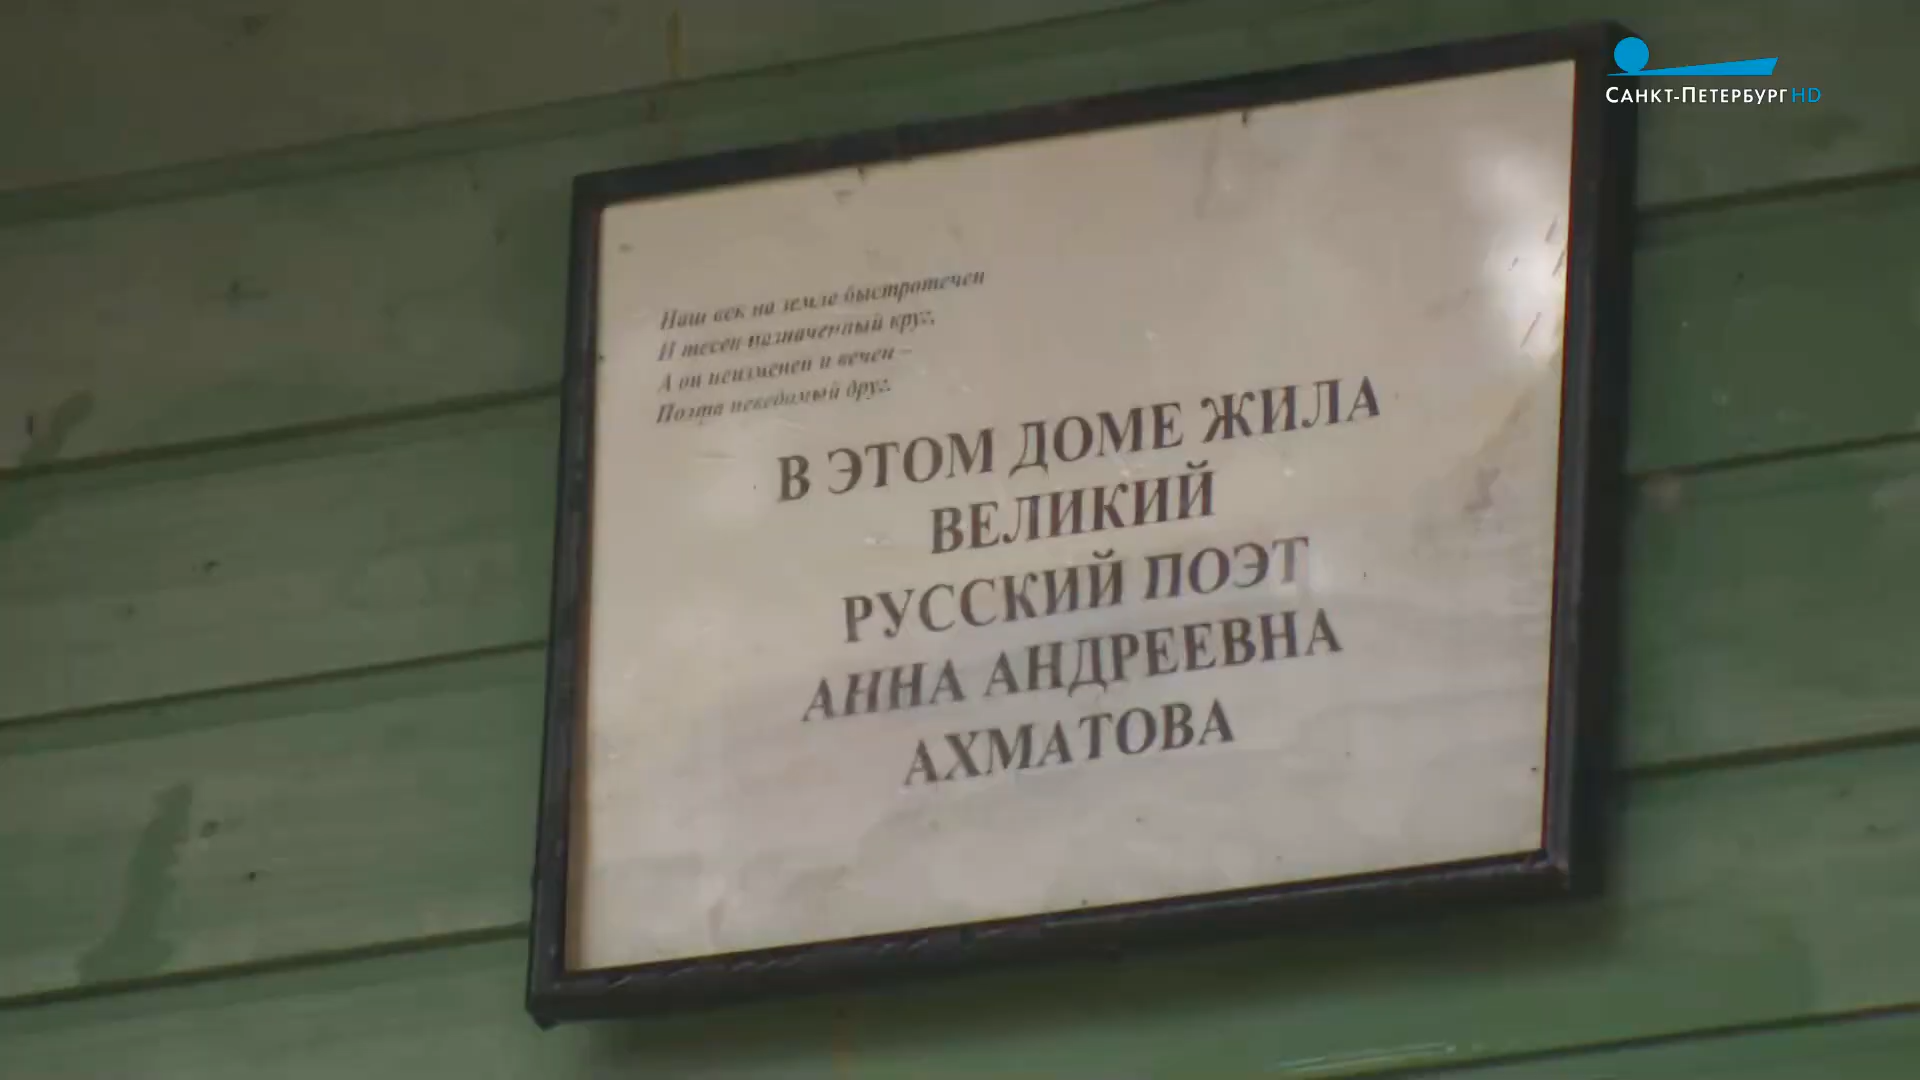 САНКТ-ПЕТЕРБУРГ HD
Наш век на земле быстротечен
И тесен назначенный круг,
А он неизменен и вечен –
Поэта неведомый друг.
В ЭТОМ ДОМЕ ЖИЛА
ВЕЛИКИЙ
РУССКИЙ ПОЭТ
АННА АНДРЕЕВНА
АХМАТОВА